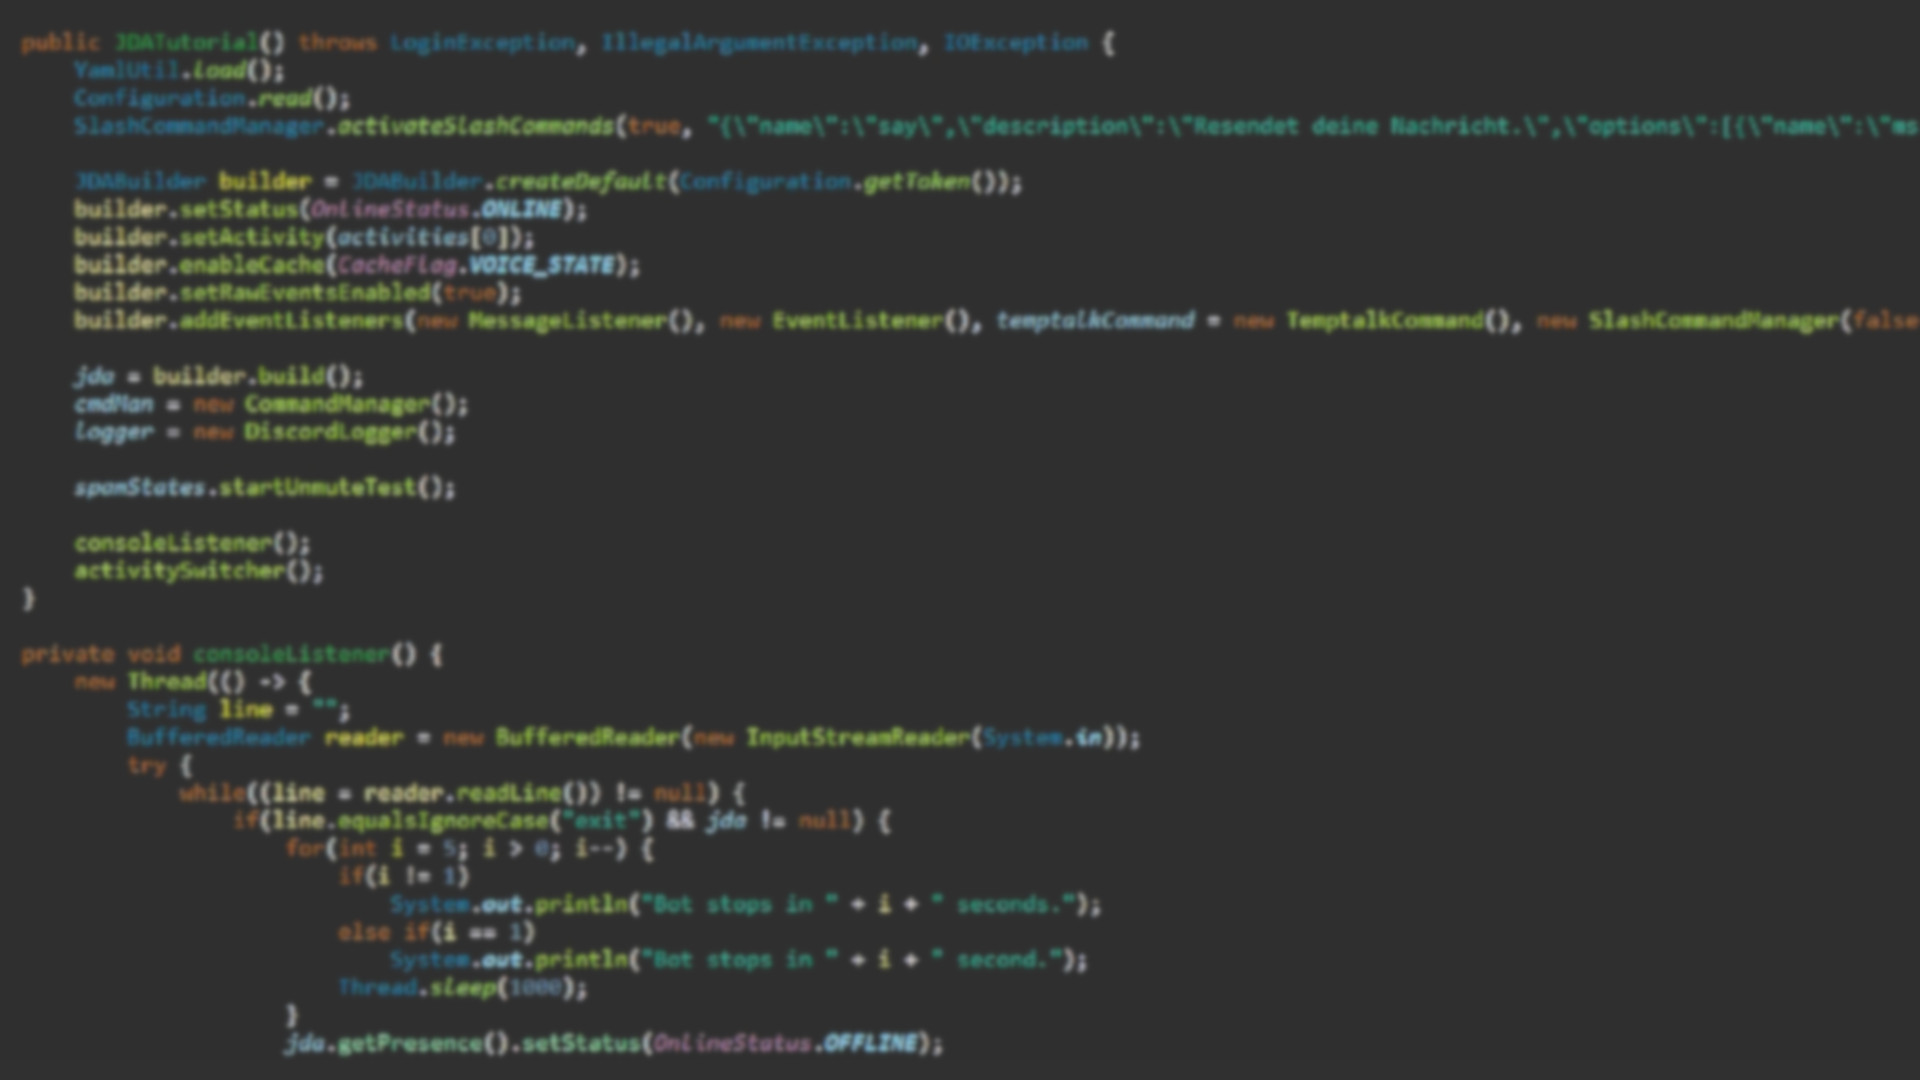 public JDATutorial() throws LoginException, IllegalArgumentException, IOException {
YamlUtil.load();
Configuration.read();
SlashCommandManager.activateSlashCommands(true, "{\"name\":\"say\",\"description\":\"Resendet deine Nachricht.\",\"options\":[{\"name\":\"ms
JDABuilder builder = JDABuilder.createDefault(Configuration.getToken());
builder.setStatus(OnlineStatus.ONLINE);
builder.setActivity(activities[0]);
builder.enableCache(CacheFlag.VOICE_STATE);
builder.setRawEventsEnabled(true);
builder.addEventListeners(new MessageListener(), new EventListener(), temptalkCommand = new TemptalkCommand(), new SlashCommandManager(false
jda = builder.build();
cmdMan = new CommandManager();
logger = new DiscordLogger();
spamStates.startUnmuteTest();
consoleListener();
activitySwitcher();
}
private void consoleListener() {
new Thread(() -> {
String line = "";
BufferedReader reader = new BufferedReader(new InputStreamReader(System.in));
try {
while((line = reader.readLine()) != null) {
if(line.equalsIgnoreCase("exit") && jda != null) {
for(int i = 5; i > 0; i--) {
if(i != 1)
System.out.println("Bot stops in " + i + " seconds.");
else if(i == 1)
System.out.println("Bot stops in " + i + " second.");
Thread.sleep(1000);
}
jda.getPresence().setStatus(OnlineStatus.OFFLINE);